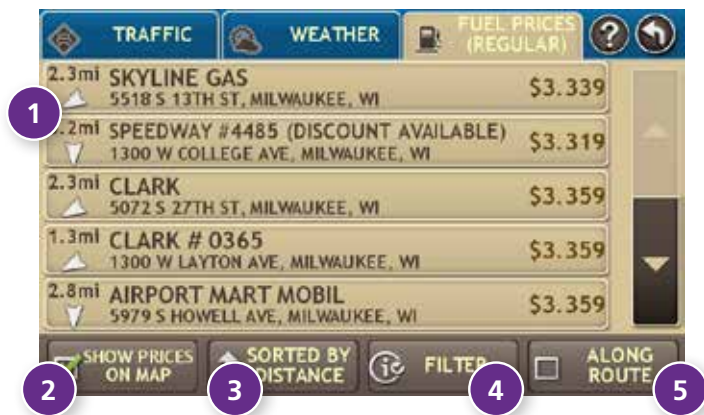 TRAFFIC
WEATHER
FUEL PRICES
(REGULAR)
?
2.3mi SKYLINE GAS $3.339
5518 S 13TH ST, MILWAUKEE, WI
1
.2mi SPEEDWAY #4485 (DISCOUNT AVAILABLE) $3.319
1300 W COLLEGE AVE, MILWAUKEE, WI
2.3mi CLARK $3.359
5072 S 27TH ST, MILWAUKEE, WI
1.3mi CLARK # 0365 $3.359
1300 W LAYTON AVE, MILWAUKEE, WI
2.8mi AIRPORT MART MOBIL $3.359
5979 S HOWELL AVE, MILWAUKEE, WI
SHOW PRICES
ON MAP
SORTED BY
DISTANCE
FILTER
ALONG
ROUTE
2
3
4
5